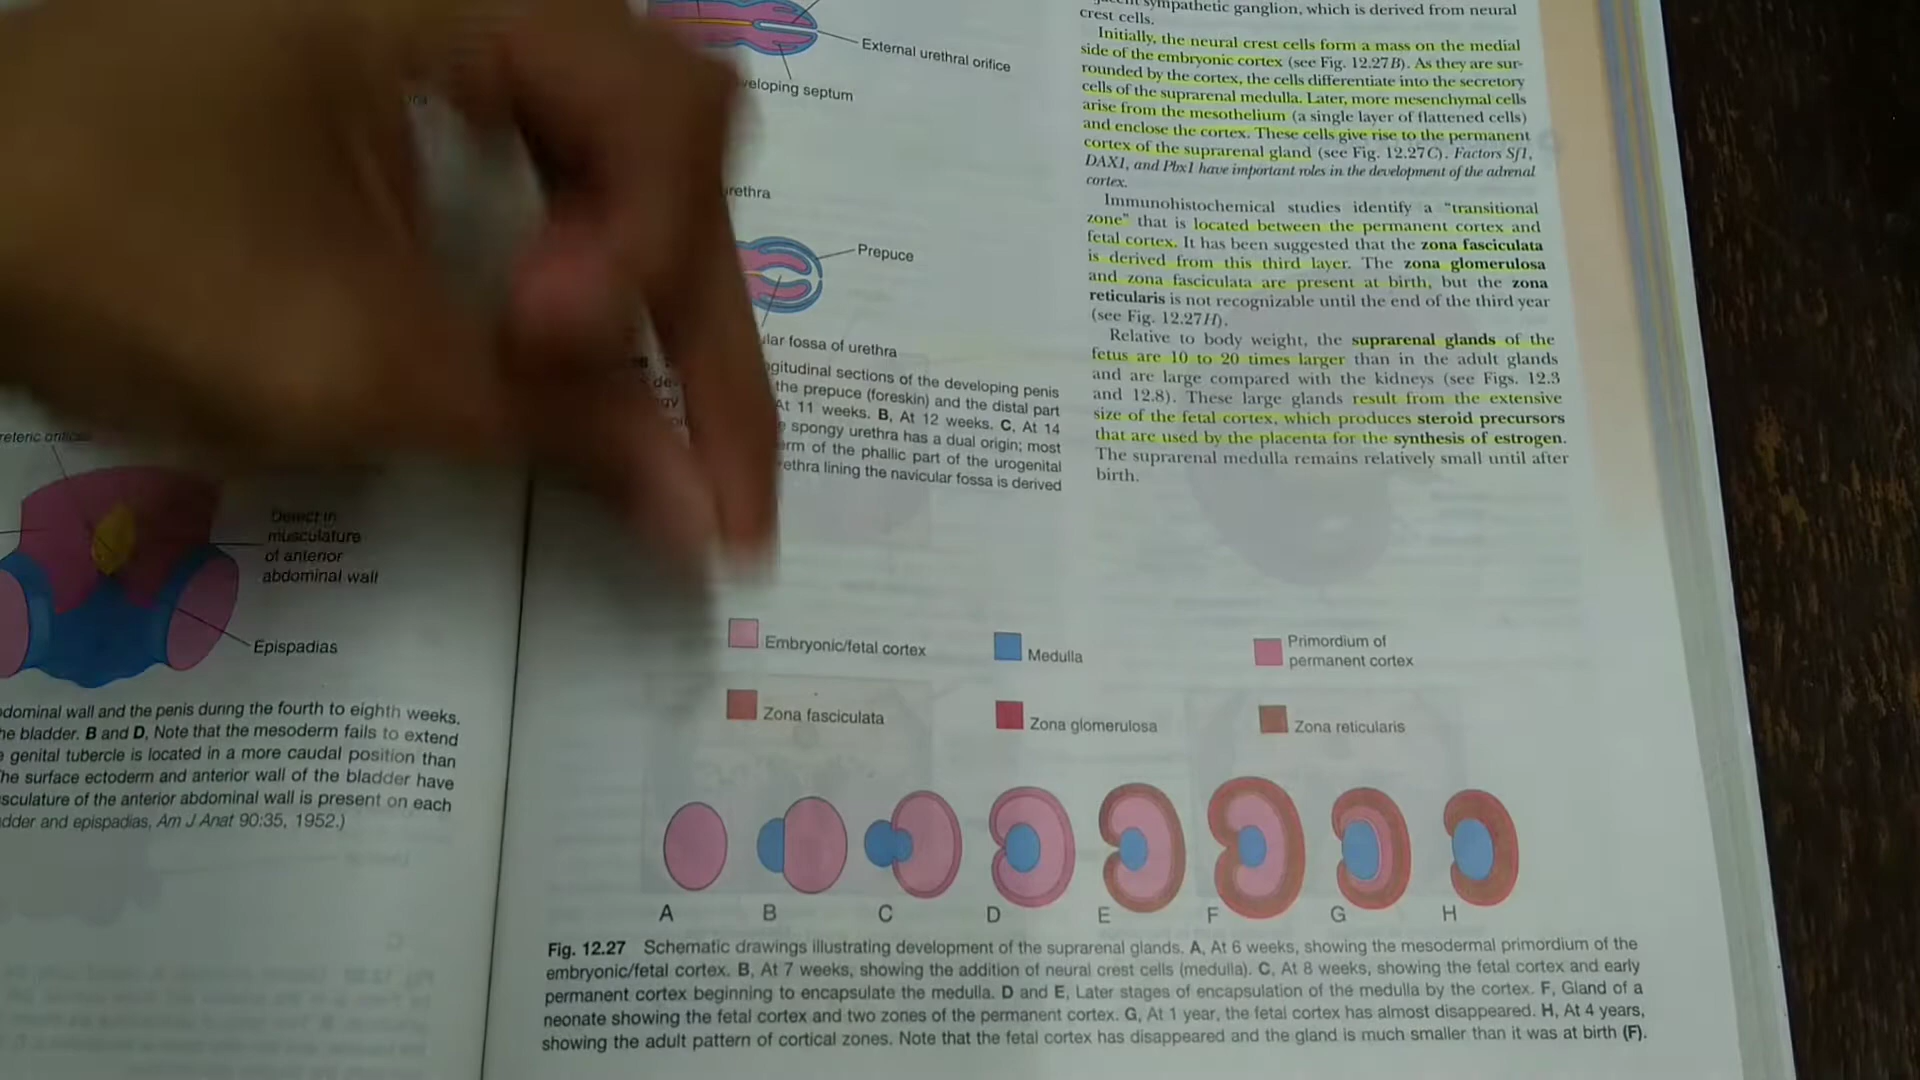 reteric orifice
Defect in
musculature
of anterior
abdominal wall
Epispadias
dominal wall and the penis during the fourth to eighth weeks.
he bladder. B and D, Note that the mesoderm fails to extend
genital tubercle is located in a more caudal position than
he surface ectoderm and anterior wall of the bladder have
sculature of the anterior abdominal wall is present on each
dder and epispadias, Am J Anat 90:35, 1952.)
External urethral orifice
veloping septum
urethra
Prepuce
lar fossa of urethra
gitudinal sections of the developing penis
the prepuce (foreskin) and the distal part
At 11 weeks. B, At 12 weeks. C, At 14
spongy urethra has a dual origin; most
erm of the phallic part of the urogenital
ethra lining the navicular fossa is derived
sympathetic ganglion, which is derived from neural
crest cells.
Initially, the neural crest cells form a mass on the medial
side of the embryonic cortex (see Fig. 12.27B). As they are sur-
rounded by the cortex, the cells differentiate into the secretory
cells of the suprarenal medulla. Later, more mesenchymal cells
arise from the mesothelium (a single layer of flattened cells)
and enclose the cortex. These cells give rise to the permanent
cortex of the suprarenal gland (see Fig. 12.27C). Factors Sf1,
DAX1, and Pbx1 have important roles in the development of the adrenal
cortex.
Immunohistochemical studies identify a “transitional
zone” that is located between the permanent cortex and
fetal cortex. It has been suggested that the zona fasciculata
is derived from this third layer. The zona glomerulosa
and zona fasciculata are present at birth, but the zona
reticularis is not recognizable until the end of the third year
(see Fig. 12.27H).
Relative to body weight, the suprarenal glands of the
fetus are 10 to 20 times larger than in the adult glands
and are large compared with the kidneys (see Figs. 12.3
and 12.8). These large glands result from the extensive
size of the fetal cortex, which produces steroid precursors
that are used by the placenta for the synthesis of estrogen.
The suprarenal medulla remains relatively small until after
birth.
Embryonic/fetal cortex
Medulla
Primordium of
permanent cortex
Zona fasciculata
Zona glomerulosa
Zona reticularis
A B C D E F G H
Fig. 12.27 Schematic drawings illustrating development of the suprarenal glands. A, At 6 weeks, showing the mesodermal primordium of the
embryonic/fetal cortex. B, At 7 weeks, showing the addition of neural crest cells (medulla). C, At 8 weeks, showing the fetal cortex and early
permanent cortex beginning to encapsulate the medulla. D and E, Later stages of encapsulation of the medulla by the cortex. F, Gland of a
neonate showing the fetal cortex and two zones of the permanent cortex. G, At 1 year, the fetal cortex has almost disappeared. H, At 4 years,
showing the adult pattern of cortical zones. Note that the fetal cortex has disappeared and the gland is much smaller than it was at birth (F).